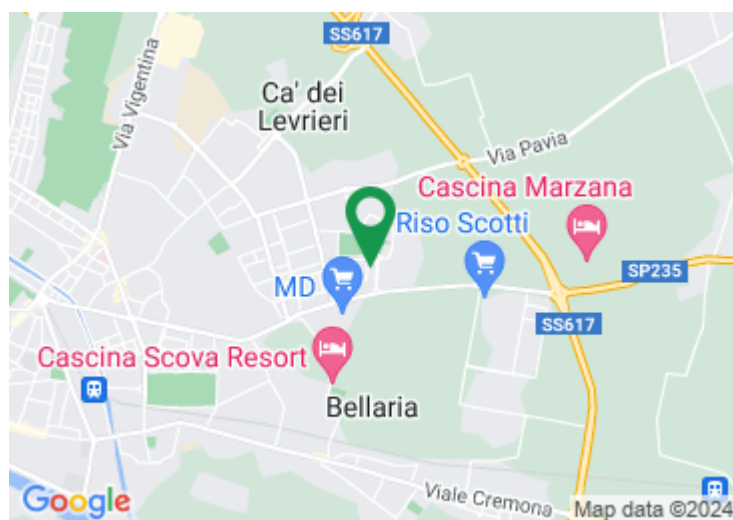 SS617
Via Vigentina
Ca' dei
Levrieri
Via Pavia
Cascina Marzana
Riso Scotti
SP235
MD
SS617
Cascina Scova Resort
Bellaria
Viale Cremona
Google
Map data ©2024